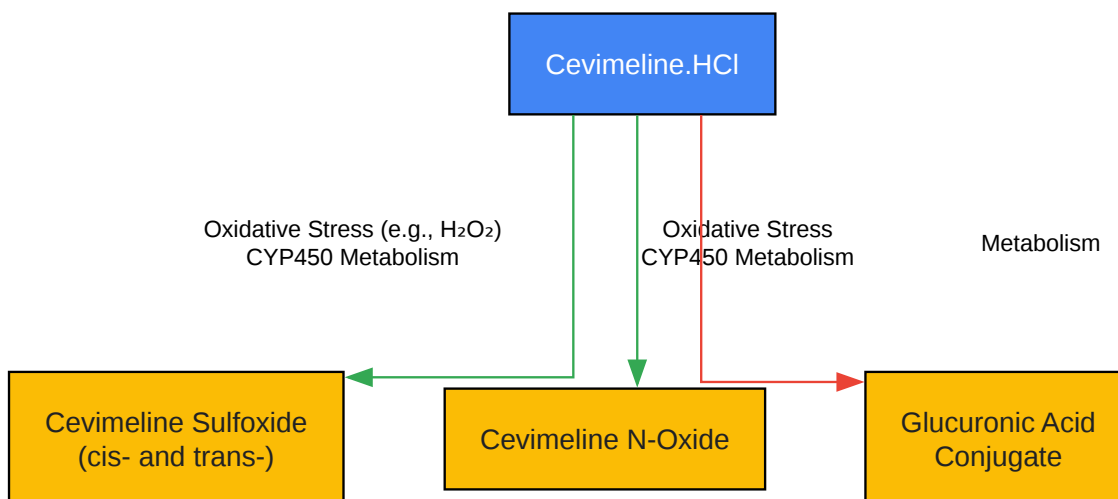 Cevimeline.HCl
Oxidative Stress (e.g., H₂O₂)
CYP450 Metabolism
Oxidative Stress
CYP450 Metabolism
Metabolism
Cevimeline Sulfoxide
(cis- and trans-)
Cevimeline N-Oxide
Glucuronic Acid
Conjugate